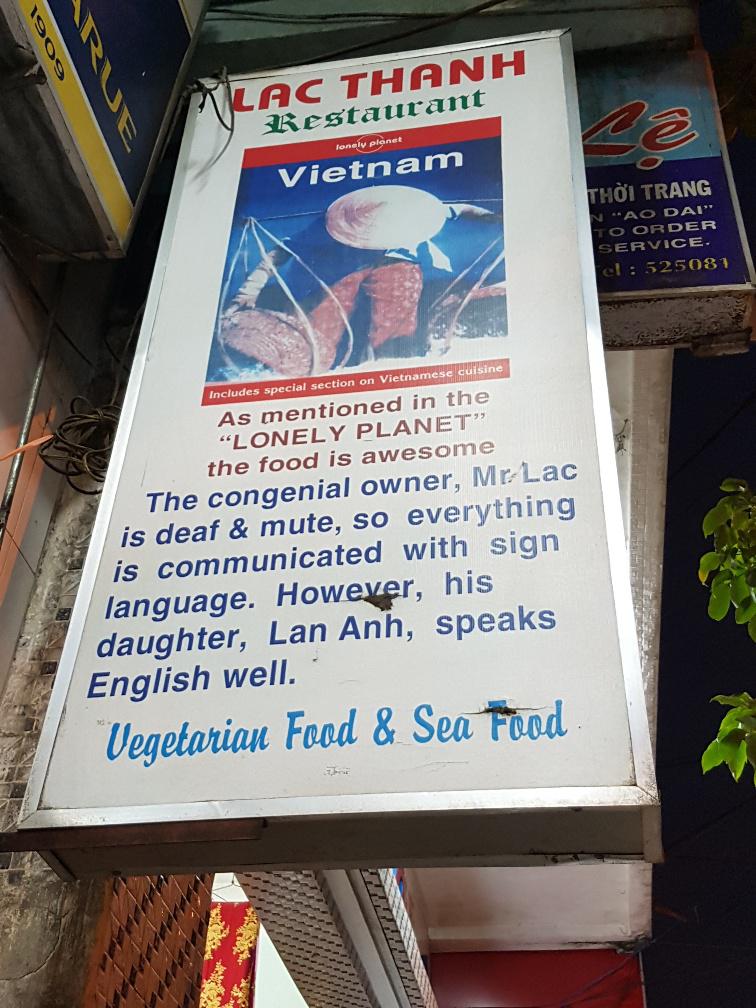 ARUE
1909
LAC THANH
Restaurant
lonely planet
Vietnam
Includes special section on Vietnamese cuisine
As mentioned in the
“LONELY PLANET”
the food is awesome
The congenial owner, Mr Lac
is deaf & mute, so everything
is communicated with sign
language. However, his
daughter, Lan Anh, speaks
English well.
Vegetarian Food & Sea Food
Lệ
THỜI TRANG
N “AO DAI”
TO ORDER
SERVICE.
Tel : 525081